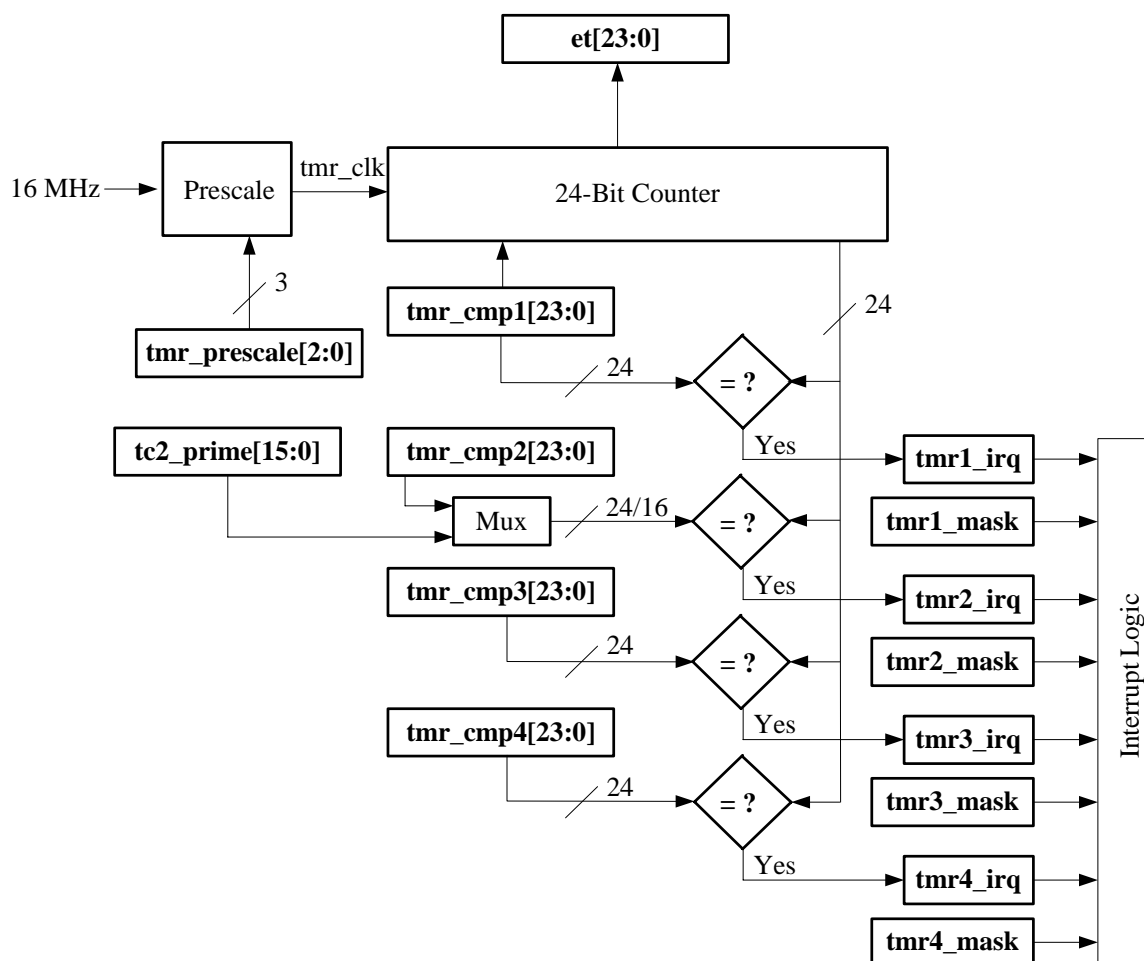 et[23:0]
16 MHz
Prescale
tmr_clk
24-Bit Counter
3
tmr_prescale[2:0]
tmr_cmp1[23:0]
24
24
= ?
Yes
tc2_prime[15:0]
tmr_cmp2[23:0]
Mux
24/16
= ?
Yes
tmr_cmp3[23:0]
24
= ?
Yes
tmr_cmp4[23:0]
24
= ?
Yes
tmr1_irq
tmr1_mask
tmr2_irq
tmr2_mask
tmr3_irq
tmr3_mask
tmr4_irq
tmr4_mask
Interrupt Logic